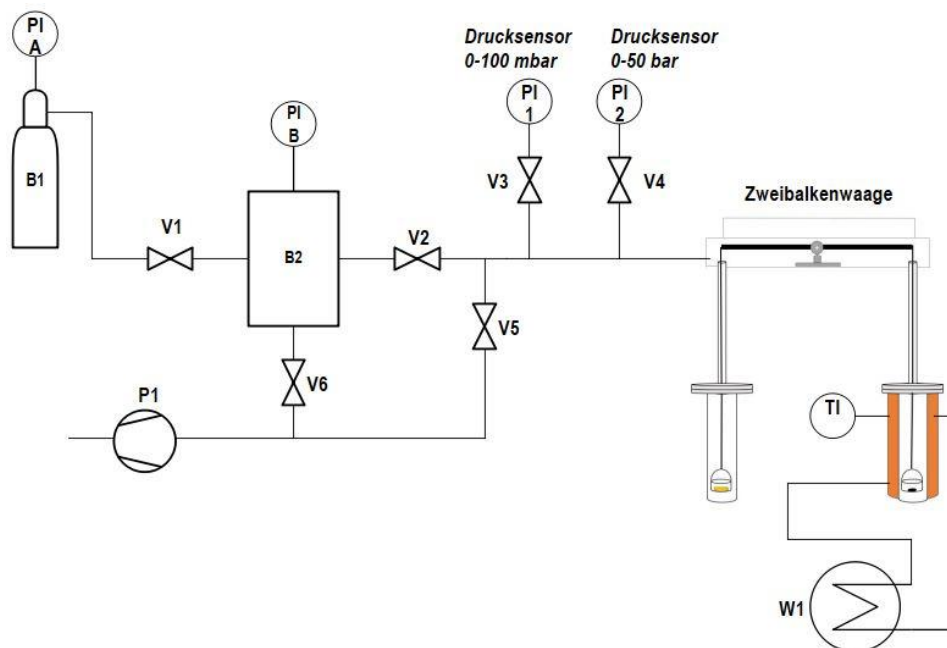 PI
A
B1
V1
PI
B
B2
V2
V6
P1
V5
Drucksensor
0-100 mbar
PI
1
V3
Drucksensor
0-50 bar
PI
2
V4
Zweibalkenwaage
TI
W1